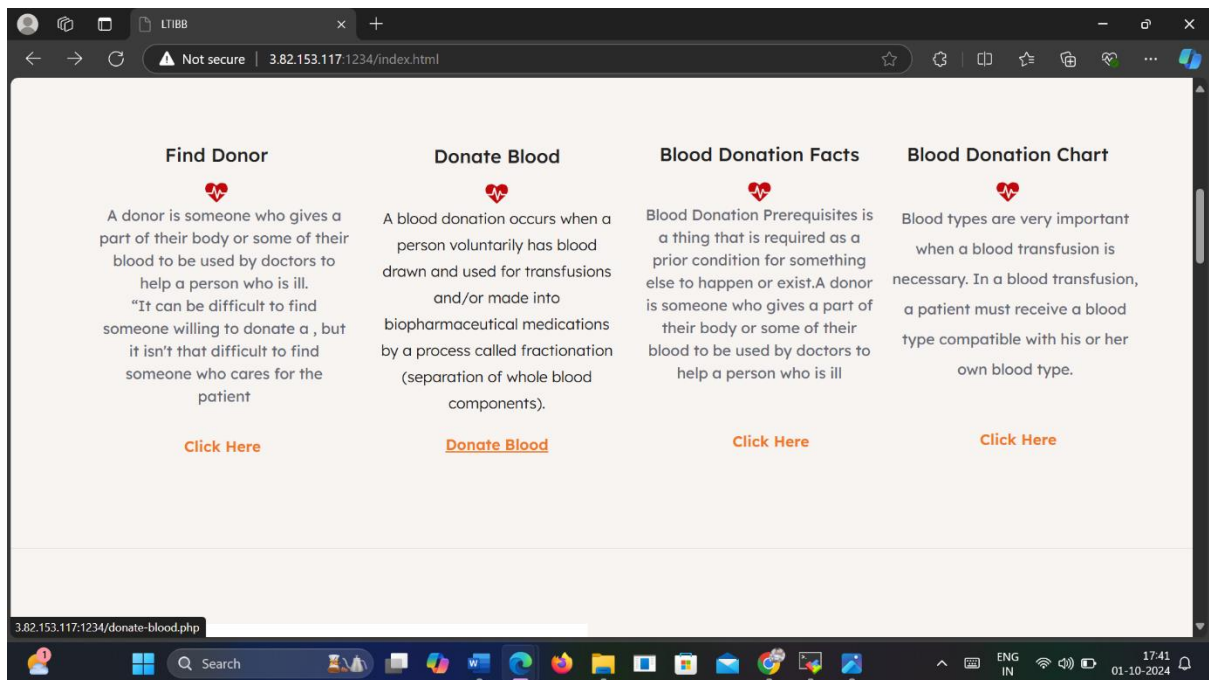 LTIBB
Not secure
3.82.153.117:1234/index.html
Find Donor
A donor is someone who gives a
part of their body or some of their
blood to be used by doctors to
help a person who is ill.
“It can be difficult to find
someone willing to donate a , but
it isn't that difficult to find
someone who cares for the
patient
Click Here
Donate Blood
A blood donation occurs when a
person voluntarily has blood
drawn and used for transfusions
and/or made into
biopharmaceutical medications
by a process called fractionation
(separation of whole blood
components).
Donate Blood
Blood Donation Facts
Blood Donation Prerequisites is
a thing that is required as a
prior condition for something
else to happen or exist.A donor
is someone who gives a part of
their body or some of their
blood to be used by doctors to
help a person who is ill
Click Here
Blood Donation Chart
Blood types are very important
when a blood transfusion is
necessary. In a blood transfusion,
a patient must receive a blood
type compatible with his or her
own blood type.
Click Here
3.82.153.117:1234/donate-blood.php
1
Search
ENG
IN
17:41
01-10-2024